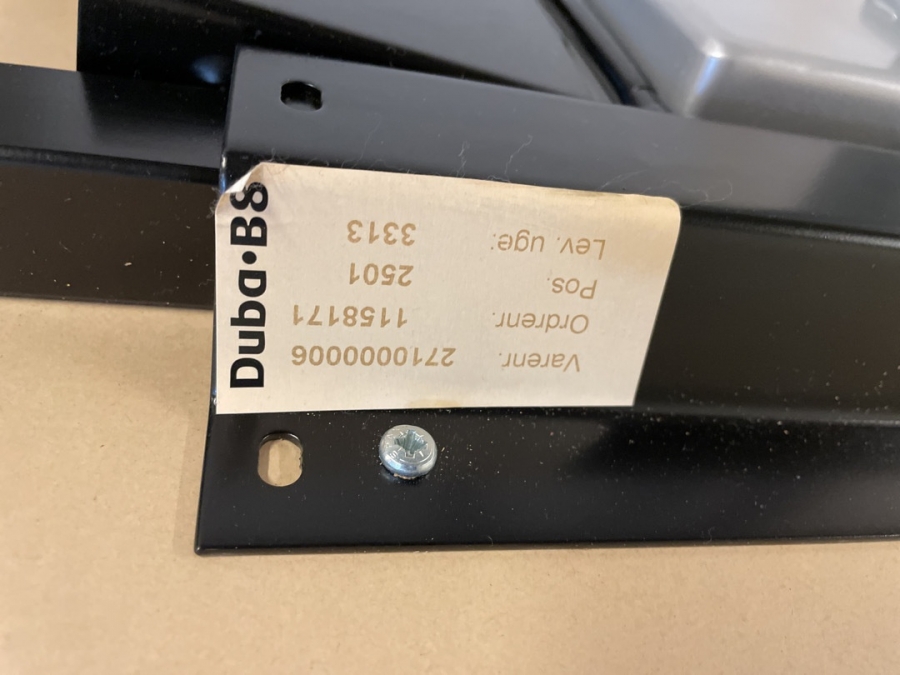 Duba•B8
Varenr. 2710000006
Ordrenr. 1158171
Pos. 2501
Lev. uge: 3313